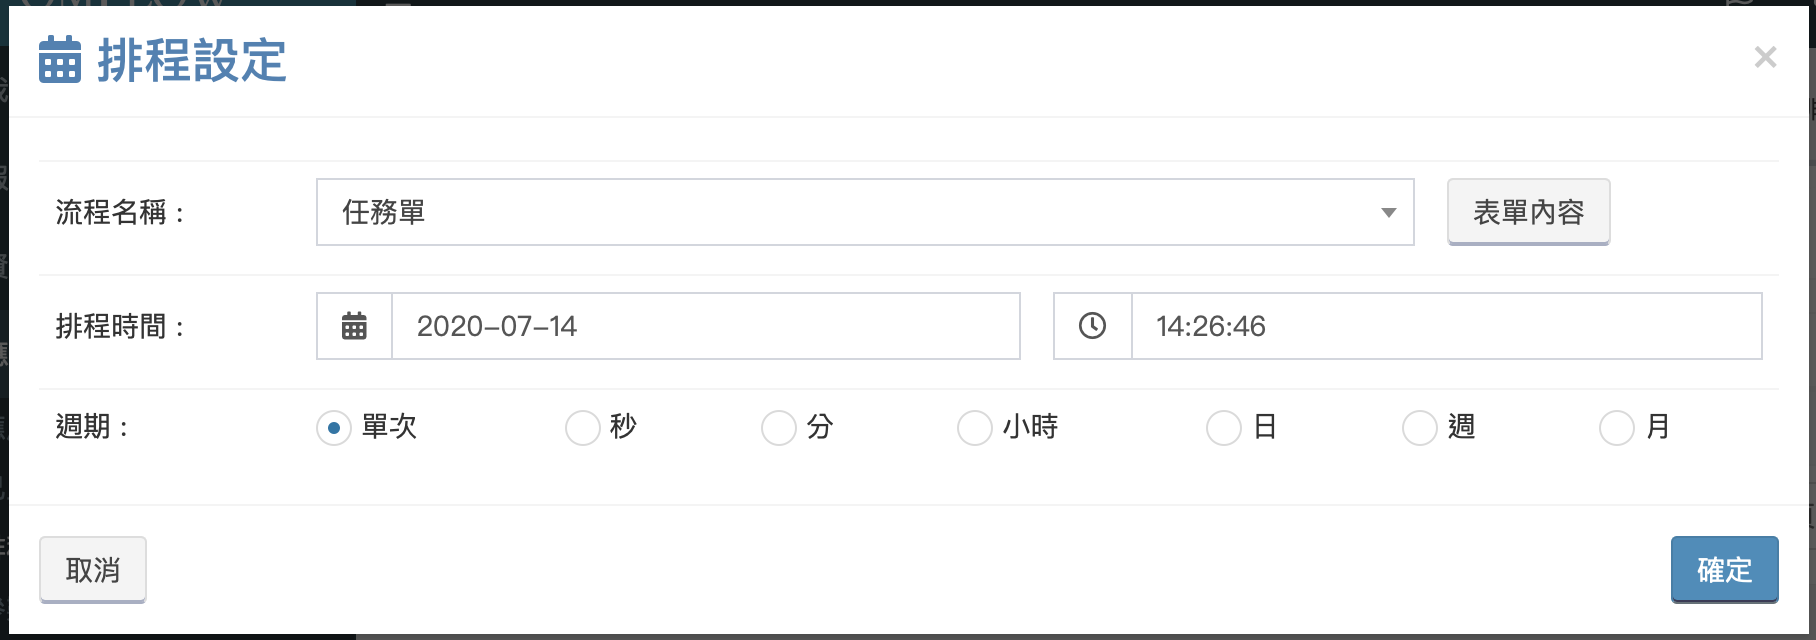 排程設定
×
流程名稱：
任務單
表單內容
排程時間：
2020-07-14
14:26:46
週期：
單次
秒
分
小時
日
週
月
取消
確定